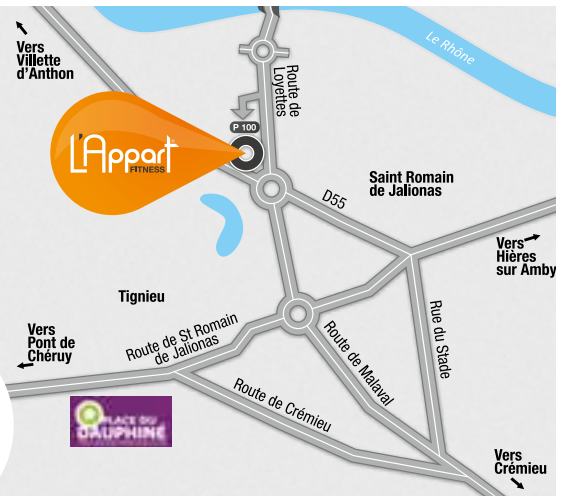 Vers
Villette
d'Anthon
Le Rhône
Route de
Loyettes
P 100
L'Appart
FITNESS
Saint Romain
de Jalionas
D55
Vers
Hières
sur Amby
Tignieu
Vers
Pont de
Chéruy
Route de St Romain
de Jalionas
Route de Malaval
Rue du Stade
Route de Crémieu
PLACE DU
DAUPHINÉ
Vers
Crémieu